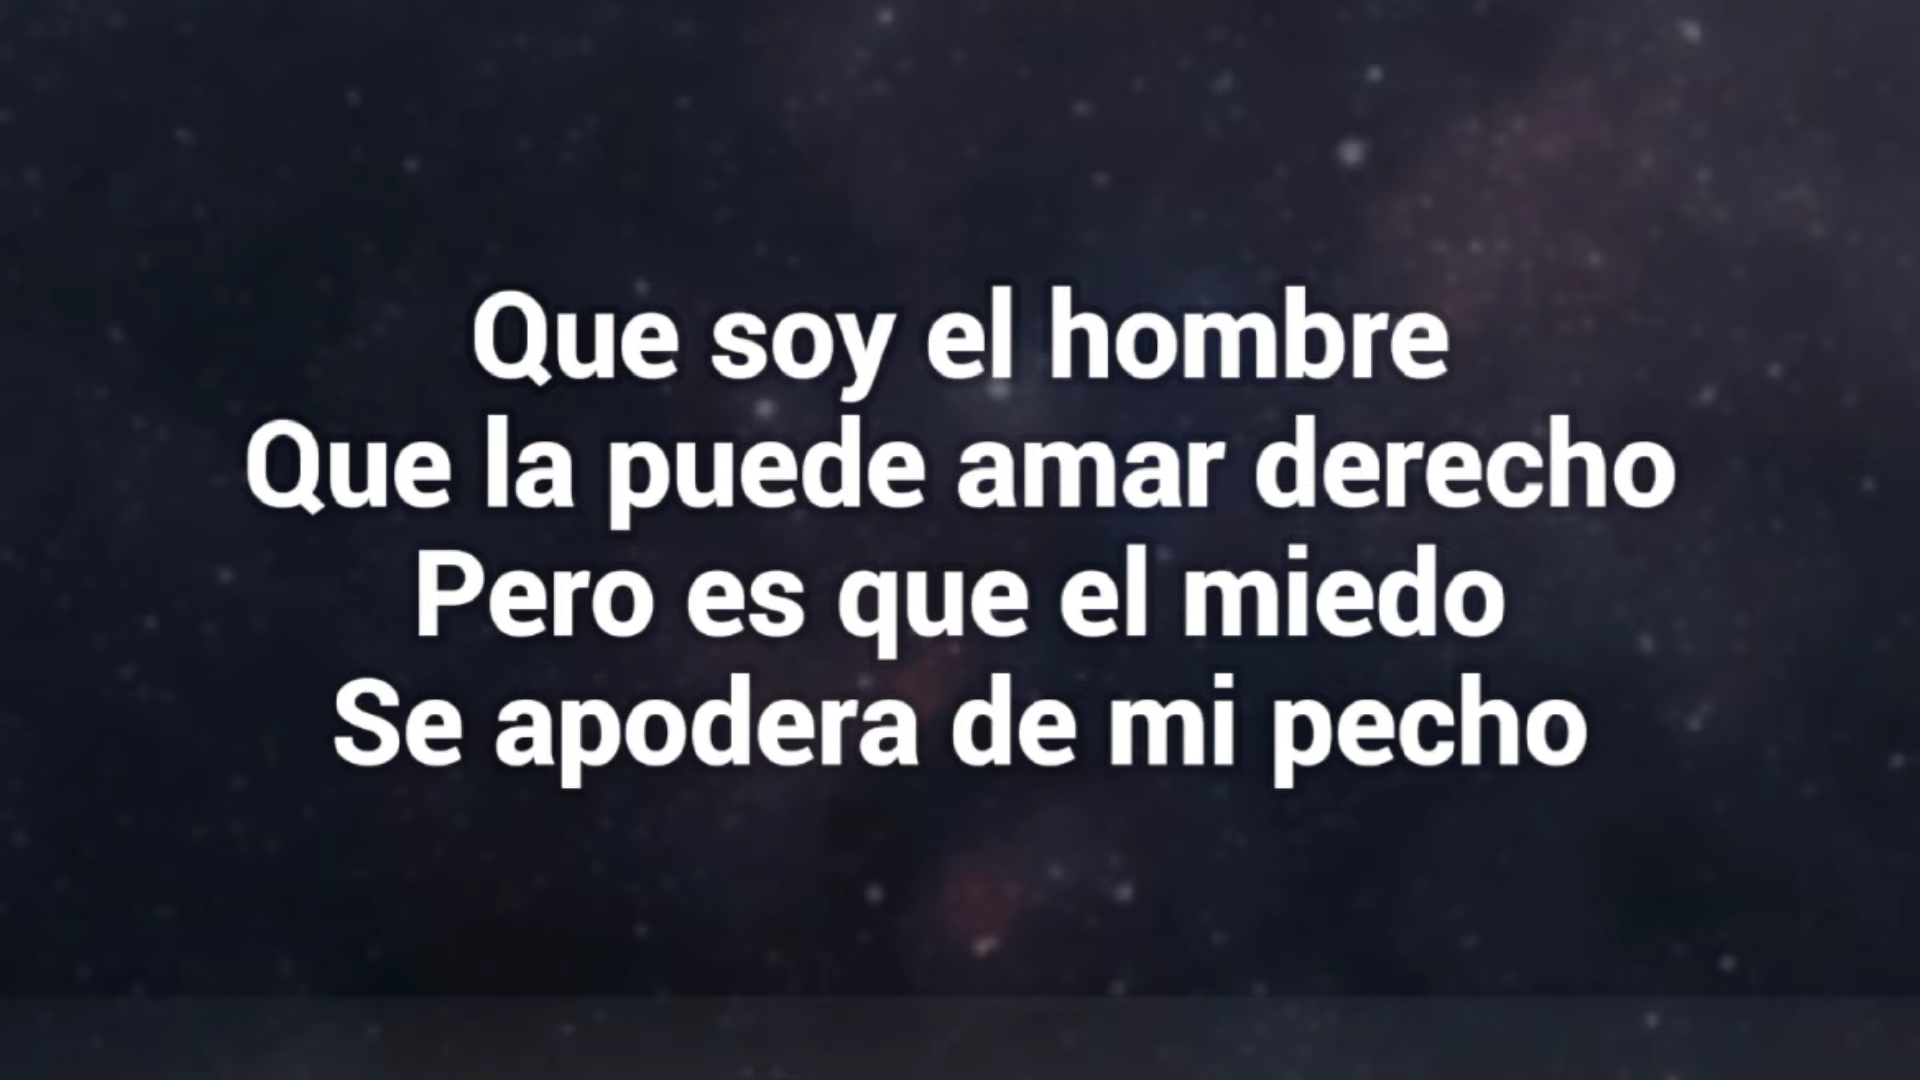 Que soy el hombre
Que la puede amar derecho
Pero es que el miedo
Se apodera de mi pecho